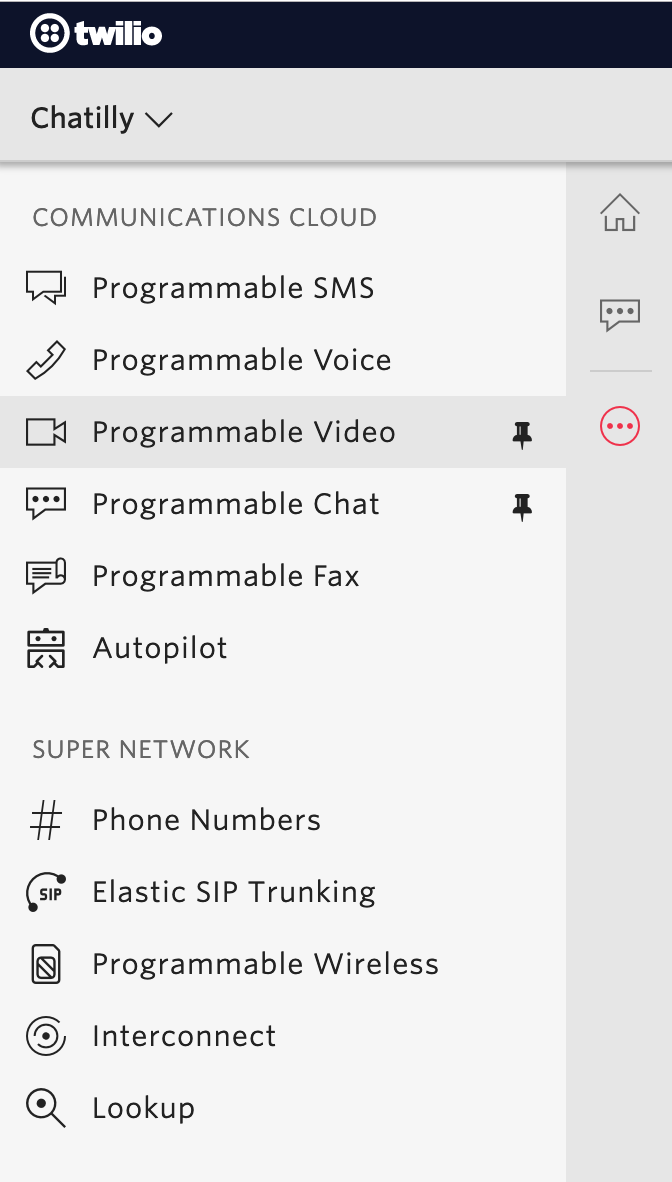 twilio
Chatilly
COMMUNICATIONS CLOUD
Programmable SMS
Programmable Voice
Programmable Video
Programmable Chat
Programmable Fax
Autopilot
SUPER NETWORK
Phone Numbers
SIP Elastic SIP Trunking
Programmable Wireless
Interconnect
Lookup